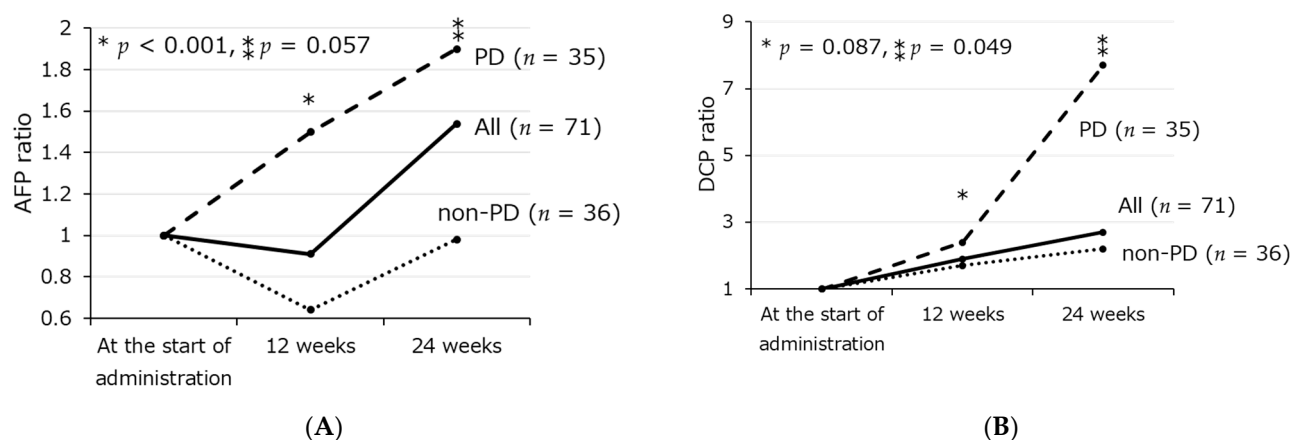 2
* p < 0.001, ⁑ p = 0.057
⁑
PD (n = 35)
1.8
*
1.6
All (n = 71)
1.4
AFP ratio
1.2
non-PD (n = 36)
1
0.8
0.6
At the start of
administration
12 weeks
24 weeks
(A)
9
* p = 0.087, ⁑ p = 0.049
⁑
7
PD (n = 35)
5
DCP ratio
*
3
All (n = 71)
non-PD (n = 36)
1
At the start of
administration
12 weeks
24 weeks
(B)